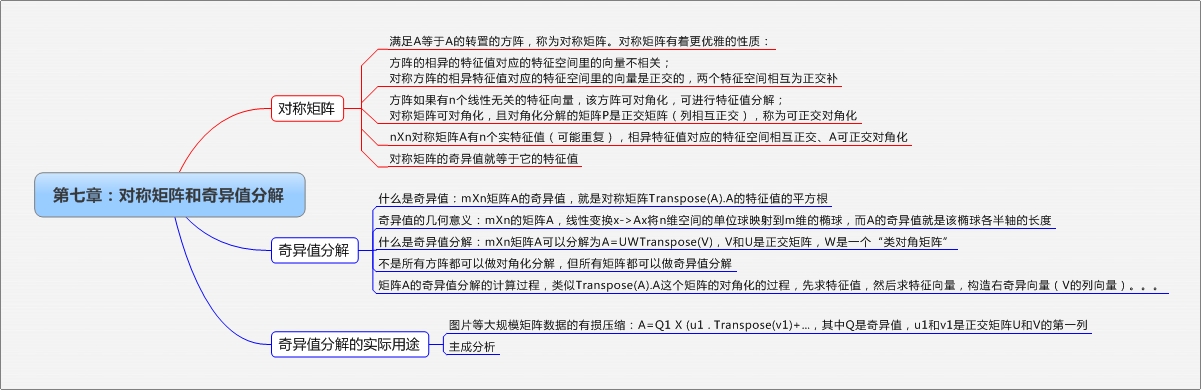 第七章：对称矩阵和奇异值分解
对称矩阵
满足A等于A的转置的方阵，称为对称矩阵。对称矩阵有着更优雅的性质：
方阵的相异的特征值对应的特征空间里的向量不相关；
对称方阵的相异特征值对应的特征空间里的向量是正交的，两个特征空间相互为正交补
方阵如果有n个线性无关的特征向量，该方阵可对角化，可进行特征值分解；
对称矩阵可对角化，且对角化分解的矩阵P是正交矩阵（列相互正交），称为可正交对角化
nXn对称矩阵A有n个实特征值（可能重复），相异特征值对应的特征空间相互正交、A可正交对角化
对称矩阵的奇异值就等于它的特征值
奇异值分解
什么是奇异值：mXn矩阵A的奇异值，就是对称矩阵Transpose(A).A的特征值的平方根
奇异值的几何意义：mXn的矩阵A，线性变换x->Ax将n维空间的单位球映射到m维的椭球，而A的奇异值就是该椭球各半轴的长度
什么是奇异值分解：mXn矩阵A可以分解为A=UWTranspose(V)，V和U是正交矩阵，W是一个“类对角矩阵”
不是所有方阵都可以做对角化分解，但所有矩阵都可以做奇异值分解
矩阵A的奇异值分解的计算过程，类似Transpose(A).A这个矩阵的对角化的过程，先求特征值，然后求特征向量，构造右奇异向量（V的列向量）。。。
奇异值分解的实际用途
图片等大规模矩阵数据的有损压缩：A=Q1 X (u1 . Transpose(v1)+...，其中Q是奇异值，u1和v1是正交矩阵U和V的第一列
主成分析